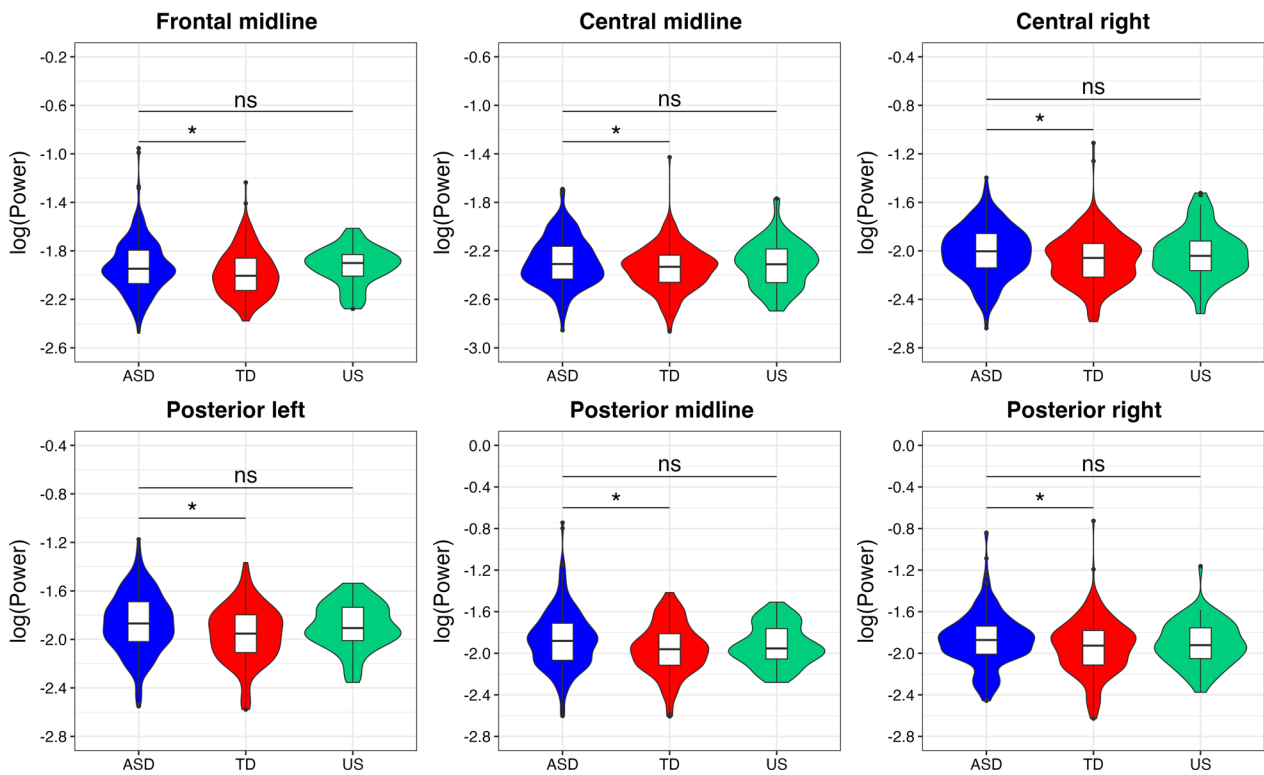 Frontal midline
log(Power)
-0.2
-0.6
-1.0
-1.4
-1.8
-2.2
-2.6
ns
*
ASD TD US
Central midline
log(Power)
-0.6
-1.0
-1.4
-1.8
-2.2
-2.6
-3.0
ns
*
ASD TD US
Central right
log(Power)
-0.4
-0.8
-1.2
-1.6
-2.0
-2.4
-2.8
ns
*
ASD TD US
Posterior left
log(Power)
-0.4
-0.8
-1.2
-1.6
-2.0
-2.4
-2.8
ns
*
ASD TD US
Posterior midline
log(Power)
0.0
-0.4
-0.8
-1.2
-1.6
-2.0
-2.4
-2.8
ns
*
ASD TD US
Posterior right
log(Power)
0.0
-0.4
-0.8
-1.2
-1.6
-2.0
-2.4
-2.8
ns
*
ASD TD US